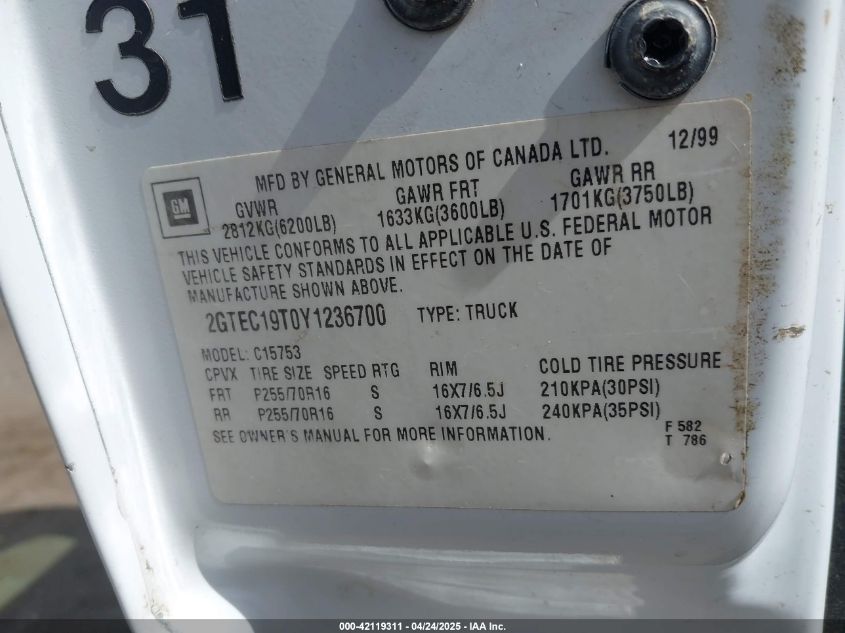 31
MFD BY GENERAL MOTORS OF CANADA LTD. 12/99
GM
GVWR GAWR FRT GAWR RR
2812KG(6200LB) 1633KG(3600LB) 1701KG(3750LB)
THIS VEHICLE CONFORMS TO ALL APPLICABLE U.S. FEDERAL MOTOR
VEHICLE SAFETY STANDARDS IN EFFECT ON THE DATE OF
MANUFACTURE SHOWN ABOVE.
2GTEC19T0Y1236700 TYPE: TRUCK
MODEL: C15753
CPVX TIRE SIZE SPEED RTG RIM COLD TIRE PRESSURE
FRT P255/70R16 S 16X7/6.5J 210KPA(30PSI)
RR P255/70R16 S 16X7/6.5J 240KPA(35PSI)
SEE OWNER'S MANUAL FOR MORE INFORMATION.
F 582
T 786
000-42119311 - 04/24/2025 - IAA Inc.